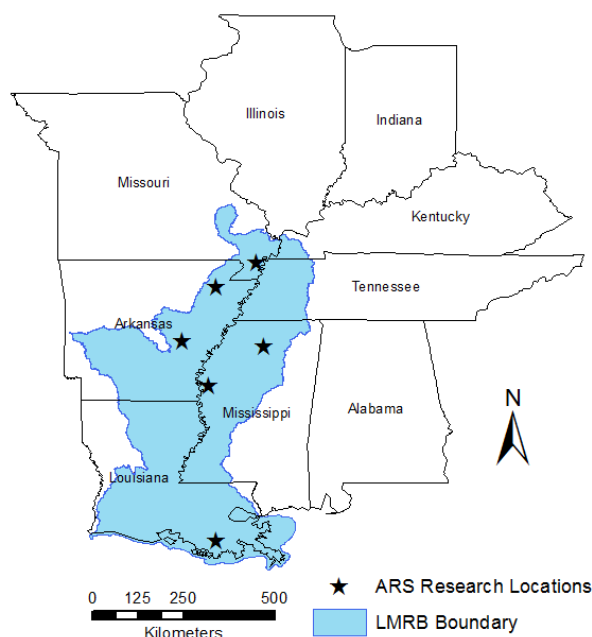 Illinois
Indiana
Missouri
Kentucky
Tennessee
Arkansas
Mississippi
Alabama
Louisiana
N
ARS Research Locations
0 125 250 500
LMRB Boundary
Kilometers